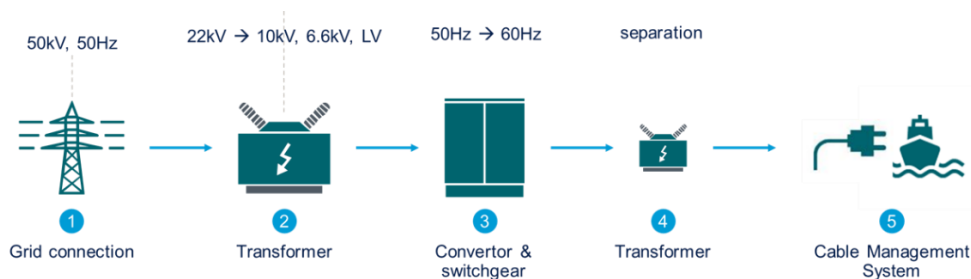 50kV, 50Hz
22kV → 10kV, 6.6kV, LV
50Hz → 60Hz
separation
1
2
3
4
5
Grid connection
Transformer
Convertor &
switchgear
Transformer
Cable Management
System